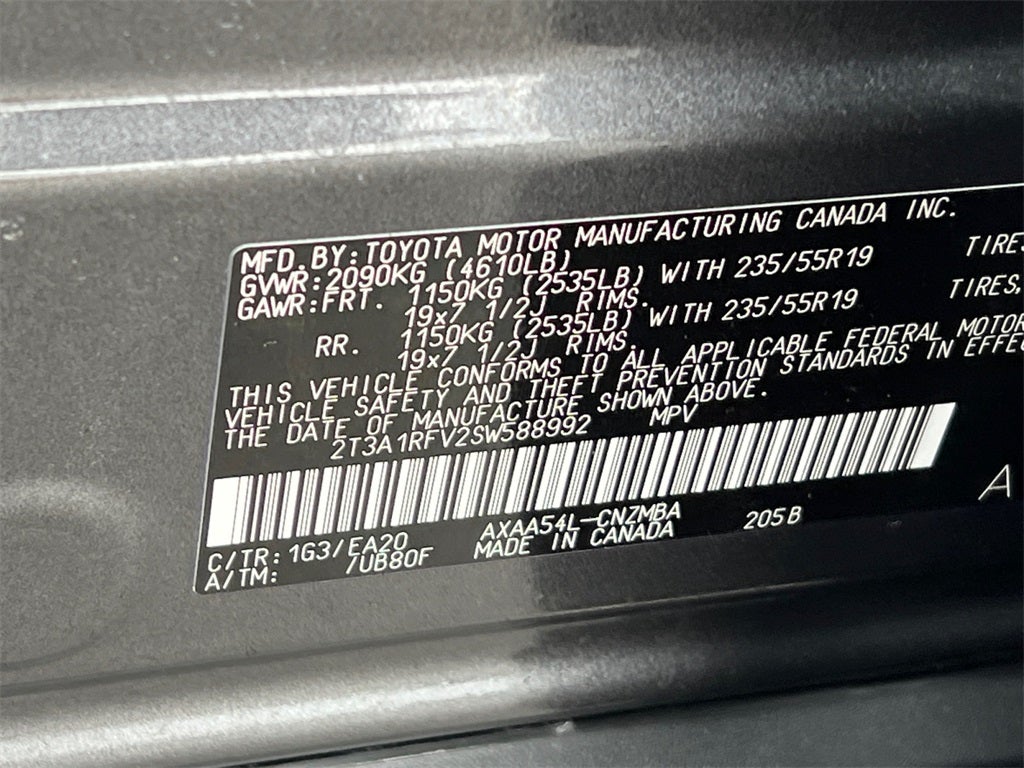 MFD. BY: TOYOTA MOTOR MANUFACTURING CANADA INC.
GVWR: 2090KG (4610LB)
GAWR: FRT. 1150KG (2535LB) WITH 235/55R19 TIRE
19x7 1/2J RIMS.
RR. 1150KG (2535LB) WITH 235/55R19 TIRES,
19x7 1/2J RIMS.
THIS VEHICLE CONFORMS TO ALL APPLICABLE FEDERAL MOTOR
VEHICLE SAFETY AND THEFT PREVENTION STANDARDS IN EFFE
THE DATE OF MANUFACTURE SHOWN ABOVE.
2T3A1RFV2SW588992 MPV
C/TR: 1G3/EA20 AXAA54L-CNZMBA 205B A
A/TM: /UB80F MADE IN CANADA